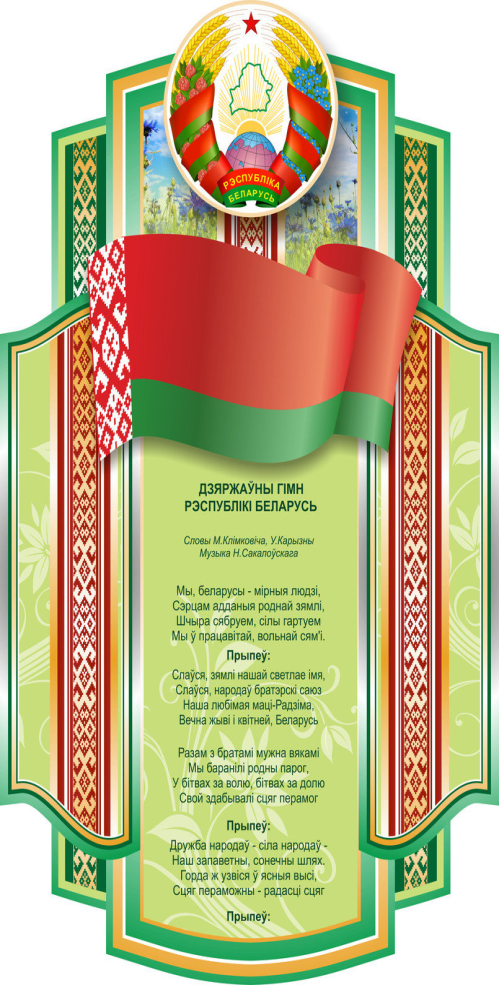 РЭСПУБЛІКА
БЕЛАРУСЬ
ДЗЯРЖАЎНЫ ГІМН
РЭСПУБЛІКІ БЕЛАРУСЬ
Словы М.Клімковіча, У.Карызны
Музыка Н.Сакалоўскага
Мы, беларусы - мірныя людзі,
Сэрцам адданыя роднай зямлі,
Шчыра сябруем, сілы гартуем
Мы ў працавітай, вольнай сям'і.
Прыпеў:
Слаўся, зямлі нашай светлае імя,
Слаўся, народаў братэрскі саюз
Наша любімая маці-Радзіма,
Вечна жыві і квітней, Беларусь
Разам з братамі мужна вякамі
Мы баранілі родны парог,
У бітвах за волю, бітвах за долю
Свой здабывалі сцяг перамог
Прыпеў:
Дружба народаў - сіла народаў -
Наш запаветны, сонечны шлях.
Горда ж узвіся ў ясныя высі,
Сцяг пераможны - радасці сцяг
Прыпеў: